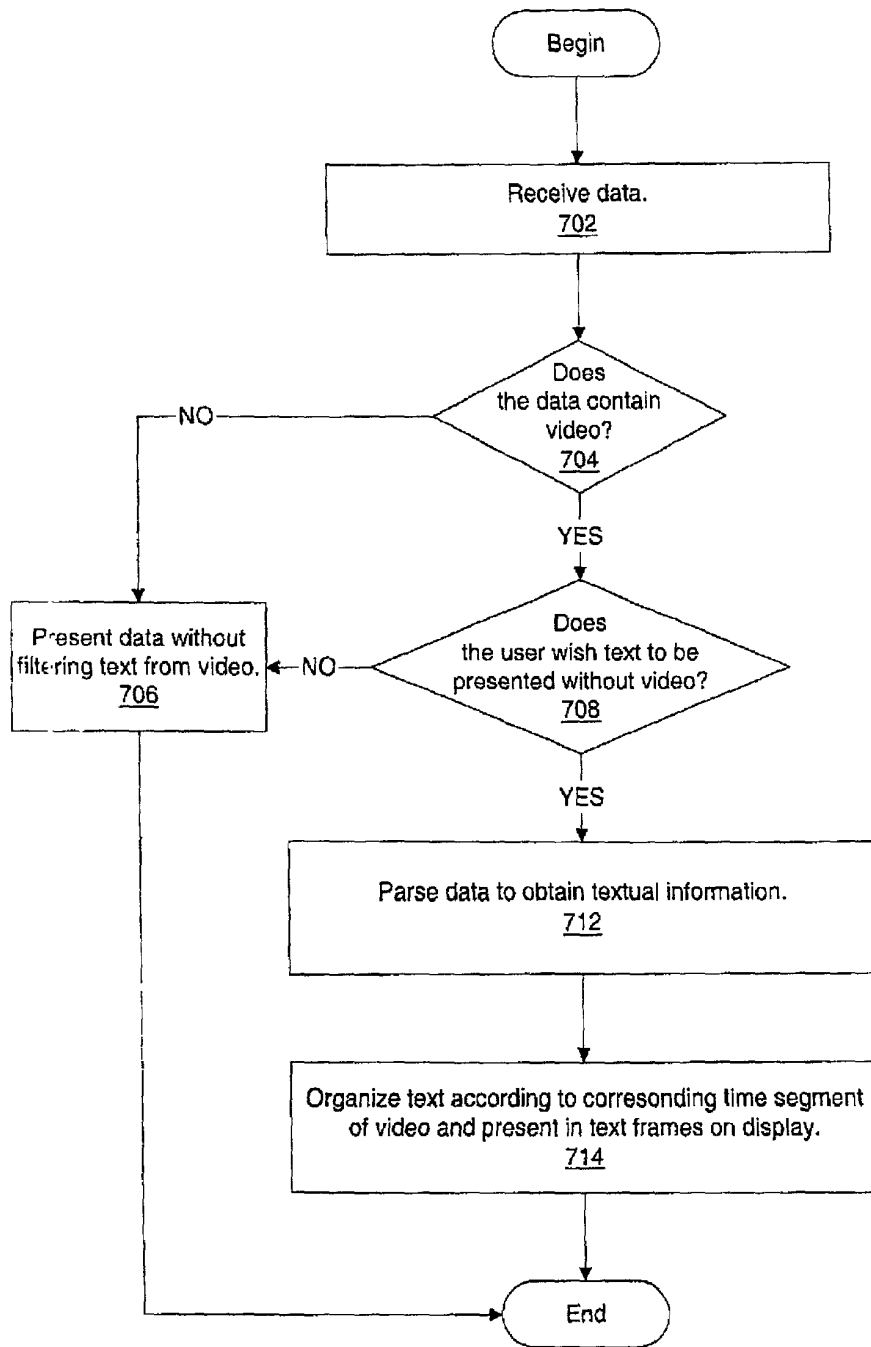 Begin
Receive data.
702
Does
the data contain
video?
704
NO
YES
Does
the user wish text to be
presented without video?
708
NO
Present data without
filtering text from video.
706
YES
Parse data to obtain textual information.
712
Organize text according to corresonding time segment
of video and present in text frames on display.
714
End